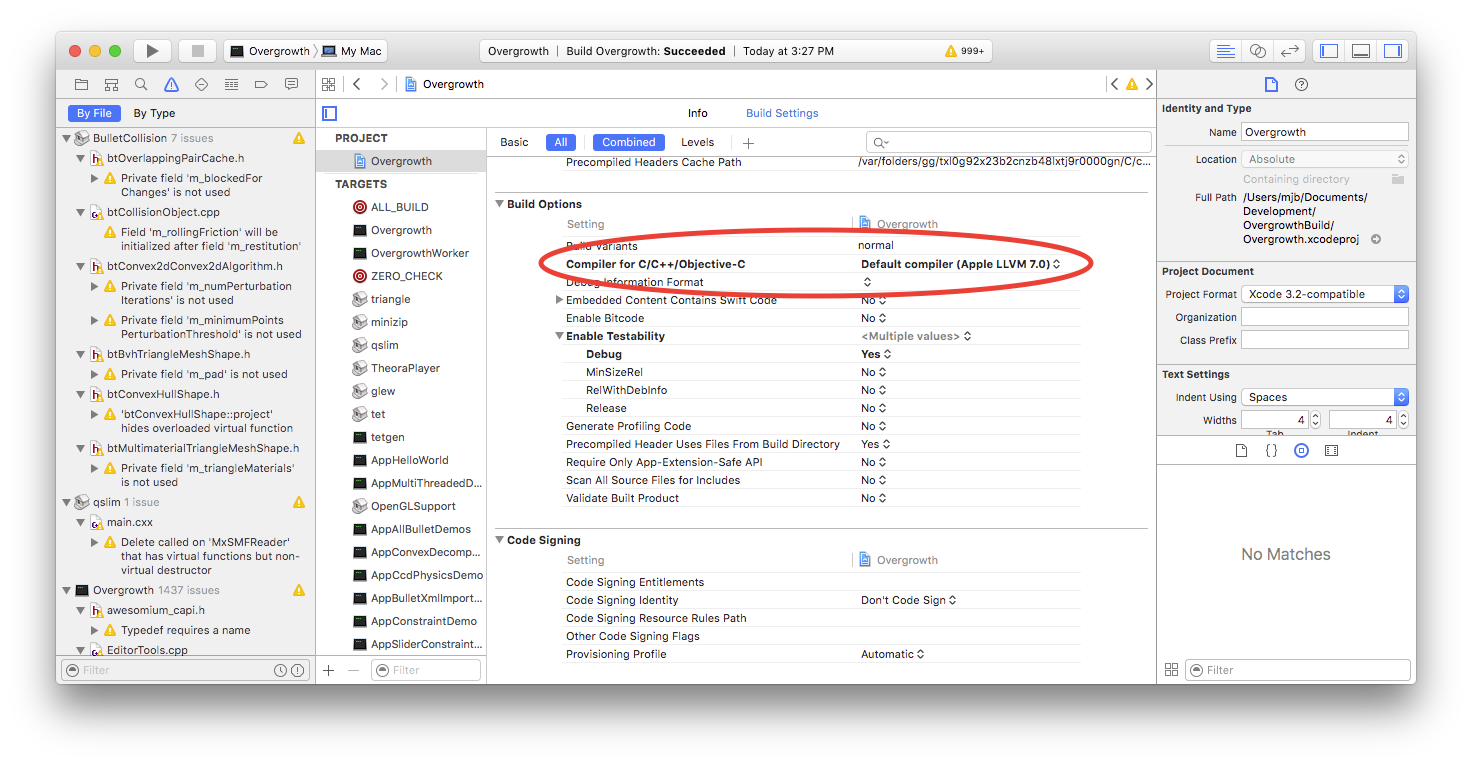 Overgrowth
My Mac
Overgrowth | Build Overgrowth: Succeeded | Today at 3:27 PM
999+
By File
By Type
BulletCollision 7 issues
btOverlappingPairCache.h
Private field 'm_blockedFor
Changes' is not used
btCollisionObject.cpp
Field 'm_rollingFriction' will be
initialized after field 'm_restitution'
btConvex2dConvex2dAlgorithm.h
Private field 'm_numPerturbation
Iterations' is not used
Private field 'm_minimumPoints
PerturbationThreshold' is not used
btBvhTriangleMeshShape.h
Private field 'm_pad' is not used
btConvexHullShape.h
'btConvexHullShape::project'
hides overloaded virtual function
btMultimaterialTriangleMeshShape.h
Private field 'm_triangleMaterials'
is not used
qslim 1 issue
main.cxx
Delete called on 'MxSMFReader'
that has virtual functions but non-
virtual destructor
Overgrowth 1437 issues
awesomium_capi.h
Typedef requires a name
EditorTools.cpp
Filter
Overgrowth
Info
Build Settings
PROJECT
Overgrowth
TARGETS
ALL_BUILD
Overgrowth
OvergrowthWorker
ZERO_CHECK
triangle
minizip
qslim
TheoraPlayer
glew
tet
tetgen
AppHelloWorld
AppMultiThreadedD...
OpenGLSupport
AppAllBulletDemos
AppConvexDecomp...
AppCcdPhysicsDemo
AppBulletXmlImport...
AppConstraintDemo
AppSliderConstraint...
Filter
Basic
All
Combined
Levels
Precompiled Headers Cache Path /var/folders/gg/txl0g92x23b2cnzb48lxtj9r0000gn/C/c...
Build Options
Setting Overgrowth
Build Variants normal
Compiler for C/C++/Objective-C Default compiler (Apple LLVM 7.0)
Debug Information Format
Embedded Content Contains Swift Code No
Enable Bitcode No
Enable Testability <Multiple values>
Debug Yes
MinSizeRel No
RelWithDebInfo No
Release No
Generate Profiling Code No
Precompiled Header Uses Files From Build Directory Yes
Require Only App-Extension-Safe API No
Scan All Source Files for Includes No
Validate Built Product No
Code Signing
Setting Overgrowth
Code Signing Entitlements
Code Signing Identity Don't Code Sign
Code Signing Resource Rules Path
Other Code Signing Flags
Provisioning Profile Automatic
Identity and Type
Name Overgrowth
Location Absolute
Containing directory
Full Path /Users/mjb/Documents/
Development/
OvergrowthBuild/
Overgrowth.xcodeproj
Project Document
Project Format Xcode 3.2-compatible
Organization
Class Prefix
Text Settings
Indent Using Spaces
Widths 4 4
Tab Indent
No Matches
Filter